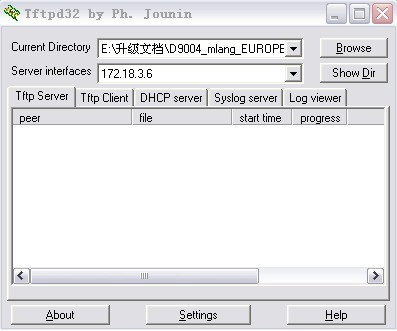 Tftpd32 by Ph. Jounin
Current Directory E:\升级文档\D9004_mlang_EUROPE Browse
Server interfaces 172.18.3.6 Show Dir
Tftp Server Tftp Client DHCP server Syslog server Log viewer
peer file start time progress
About Settings Help